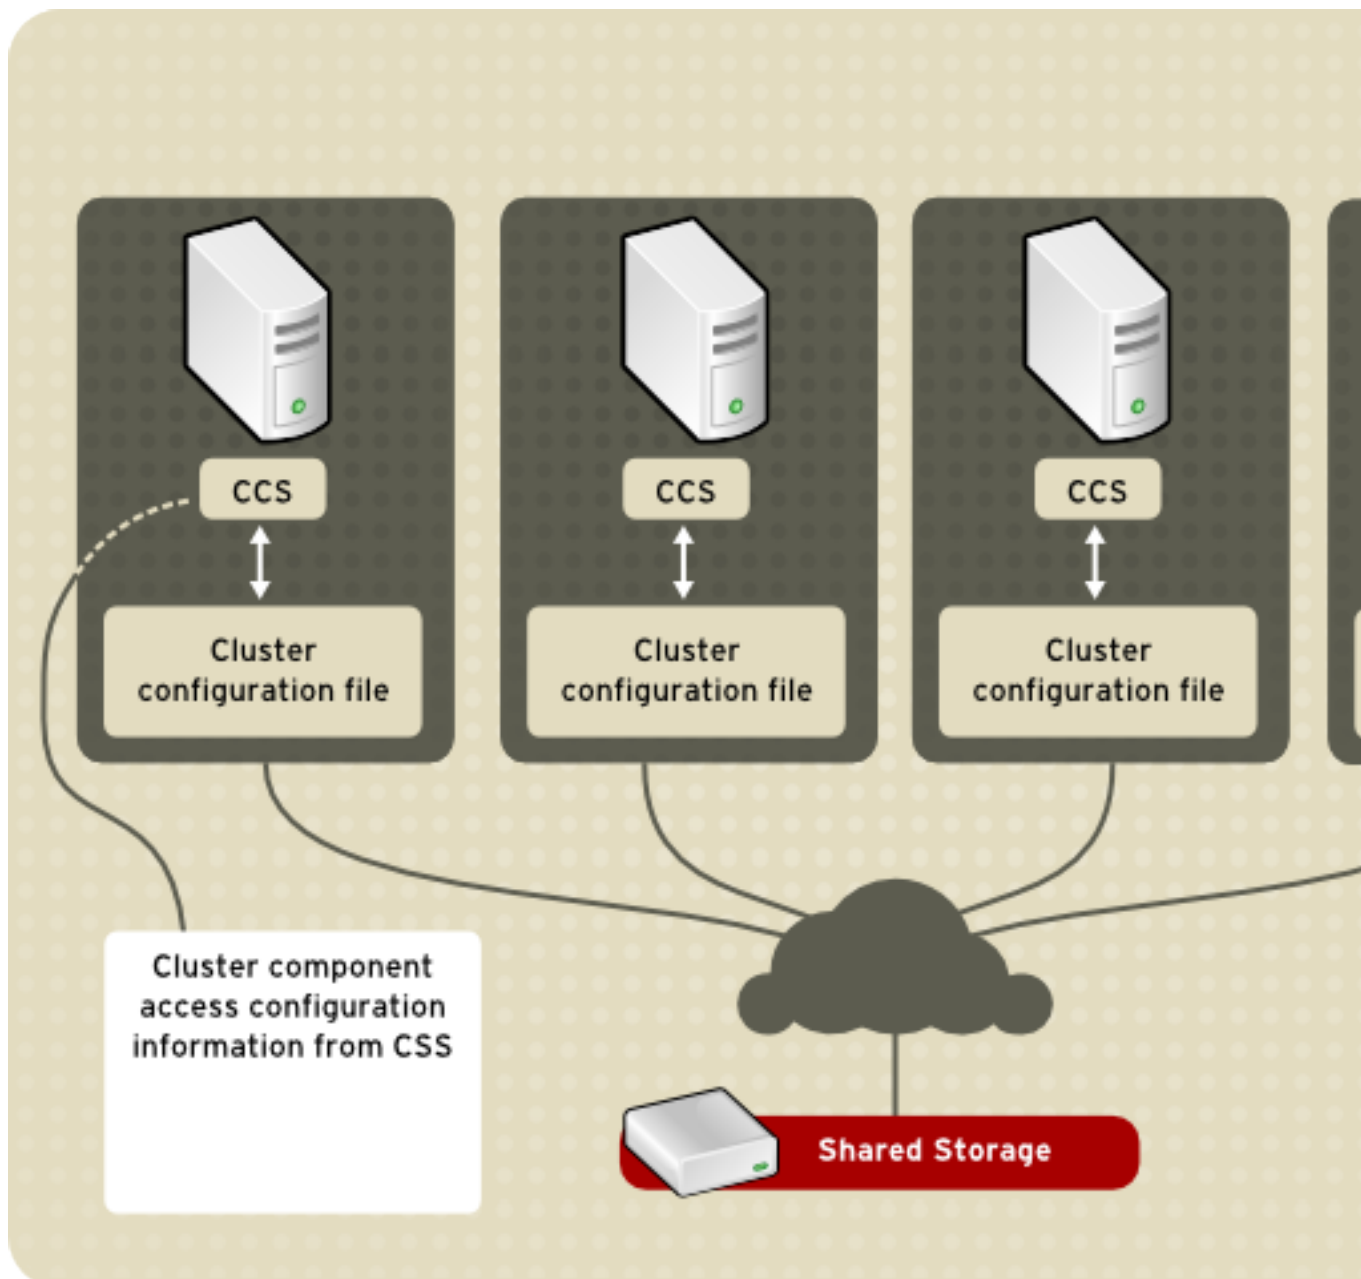 CCS
CCS
CCS
Cluster
configuration file
Cluster
configuration file
Cluster
configuration file
Cluster component
access configuration
information from CSS
Shared Storage